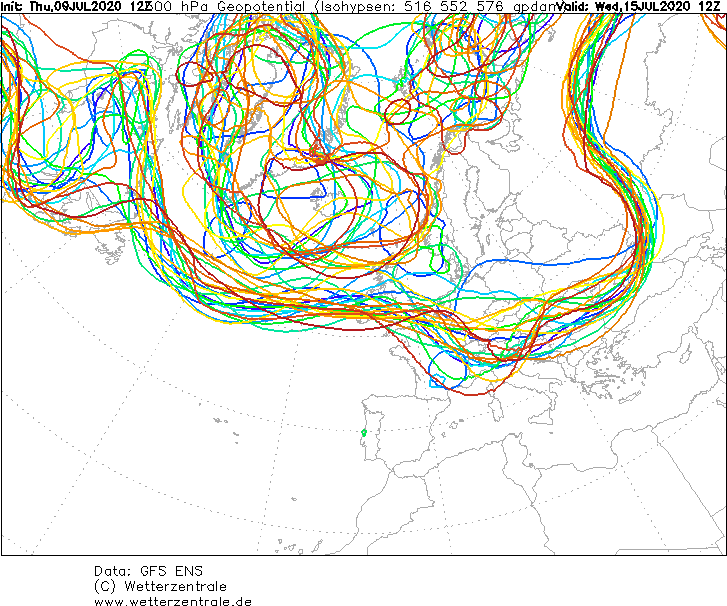 Init: Thu,09JUL2020 12Z 500 hPa Geopotential (Isohypsen: 516 552 576 gpdam) Valid: Wed,15JUL2020 12Z
Data: GFS ENS
(C) Wetterzentrale
www.wetterzentrale.de